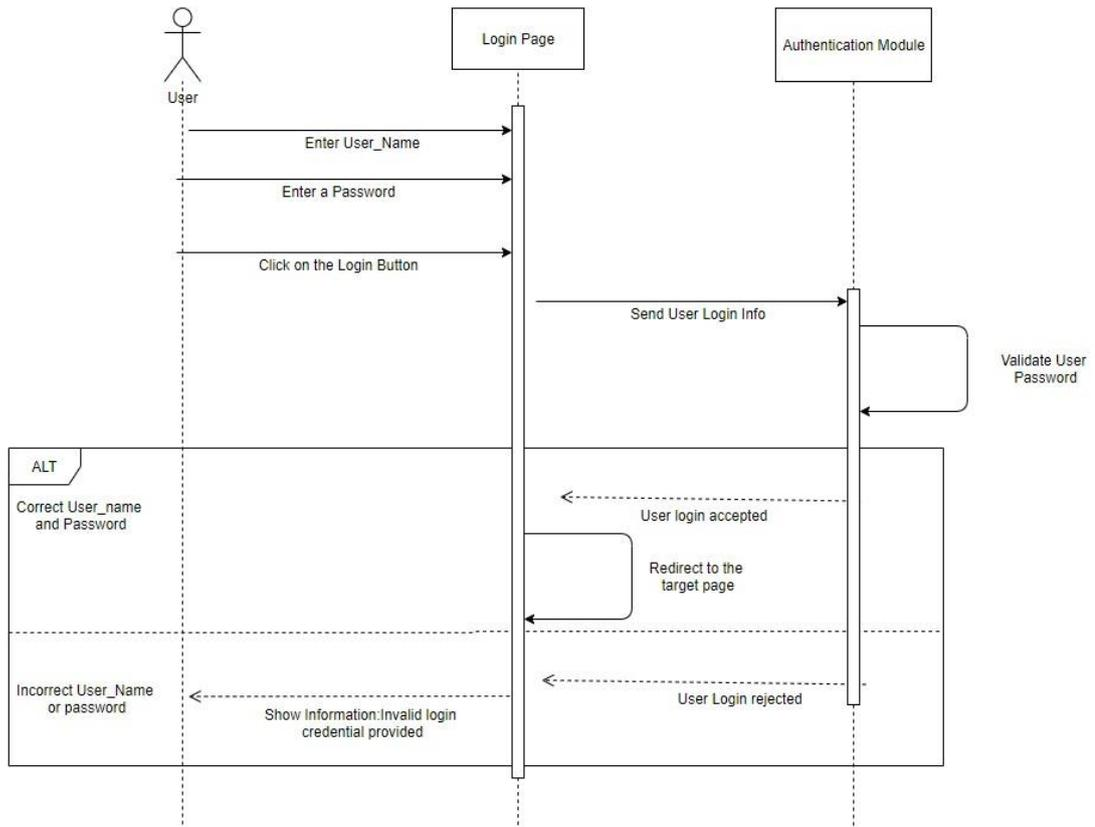 Login Page
Authentication Module
User
Enter User_Name
Enter a Password
Click on the Login Button
Send User Login Info
Validate User
Password
ALT
Correct User_name
and Password
User login accepted
Redirect to the
target page
Incorrect User_Name
or password
User Login rejected
Show Information:Invalid login
credential provided